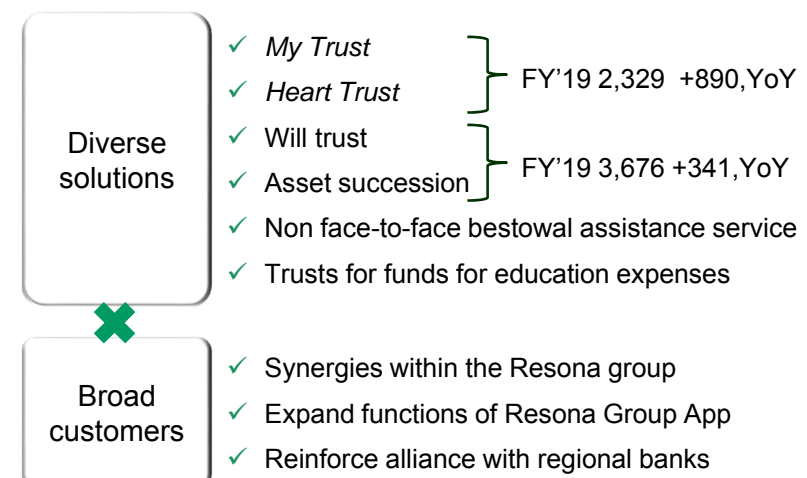 Diverse
solutions
✓ My Trust
✓ Heart Trust
FY'19 2,329 +890,YoY
✓ Will trust
✓ Asset succession
FY'19 3,676 +341,YoY
✓ Non face-to-face bestowal assistance service
✓ Trusts for funds for education expenses
Broad
customers
✓ Synergies within the Resona group
✓ Expand functions of Resona Group App
✓ Reinforce alliance with regional banks